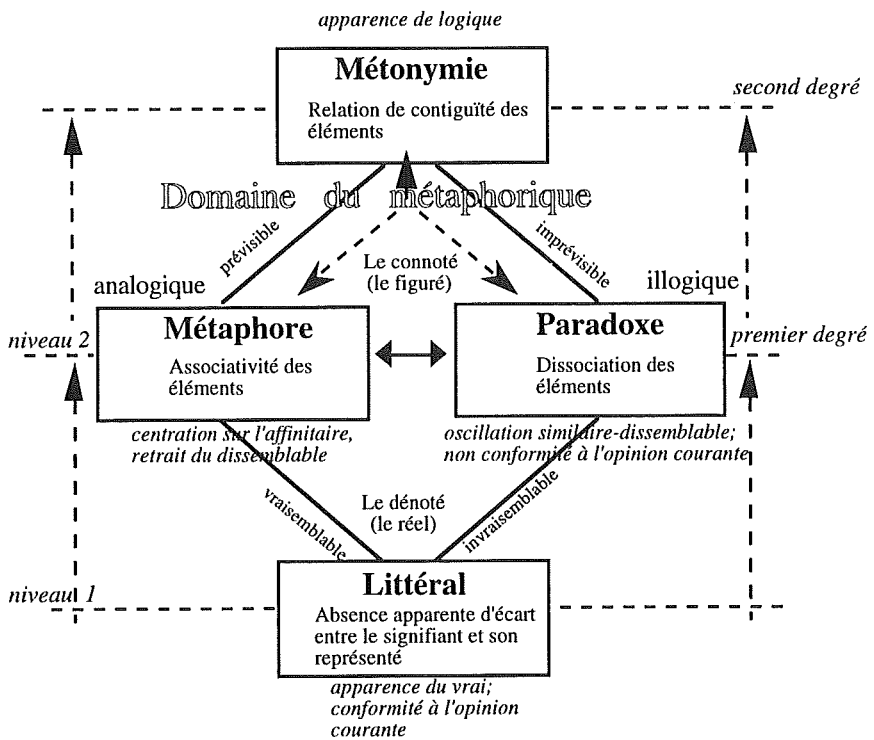 apparence de logique
Métonymie
Relation de contiguïté des
éléments
second degré
Domaine du métaphorique
prévisible
imprévisible
Le connoté
(le figuré)
analogique
illogique
Métaphore
Associativité des
éléments
Paradoxe
Dissociation des
éléments
niveau 2
premier degré
centration sur l'affinitaire,
retrait du dissemblable
oscillation similaire-dissemblable;
non conformité à l'opinion courante
vraisemblable
Le dénoté
(le réel)
invraisemblable
niveau 1
Littéral
Absence apparente d'écart
entre le signifiant et son
représenté
apparence du vrai;
conformité à l'opinion
courante